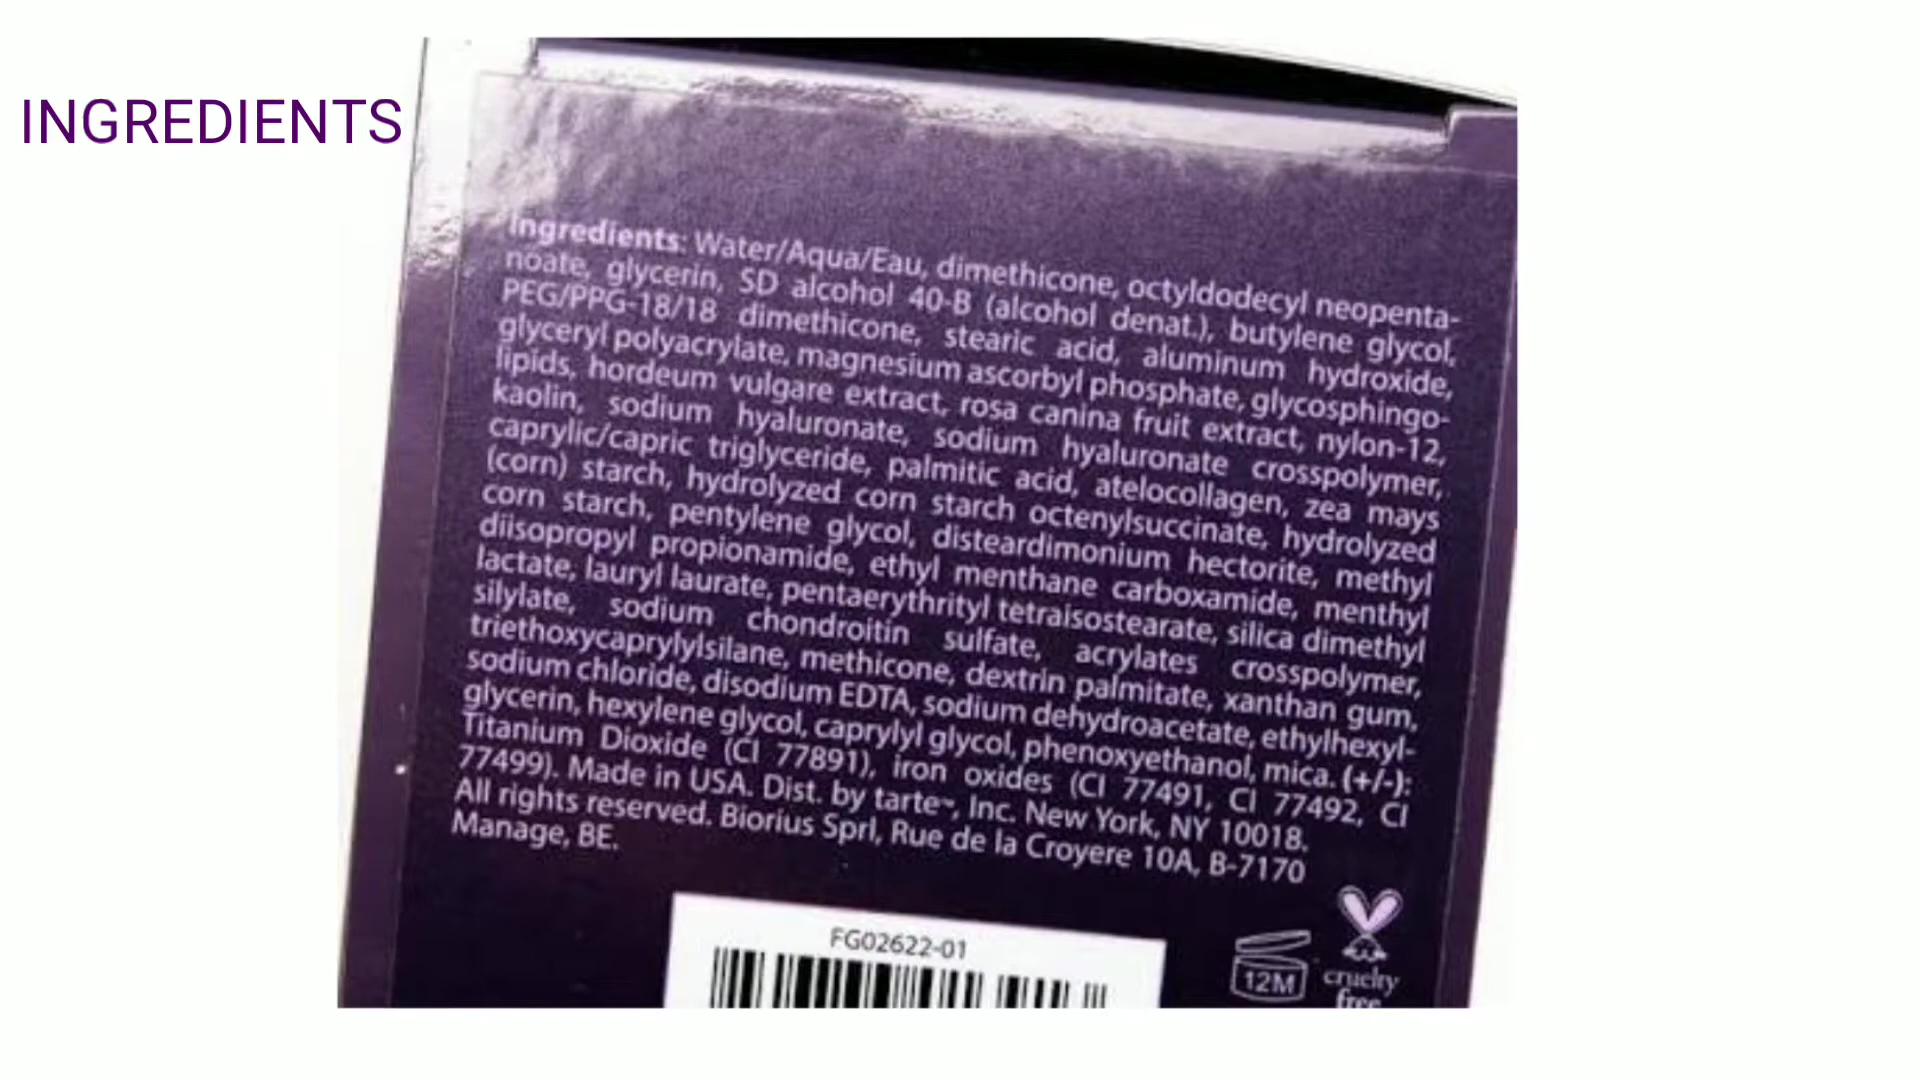 INGREDIENTS
Ingredients: Water/Aqua/Eau, dimethicone, octyldodecyl neopenta-
noate, glycerin, SD alcohol 40-B (alcohol denat.), butylene glycol,
PEG/PPG-18/18 dimethicone, stearic acid, aluminum hydroxide,
glyceryl polyacrylate, magnesium ascorbyl phosphate, glycosphingo-
lipids, hordeum vulgare extract, rosa canina fruit extract, nylon-12,
kaolin, sodium hyaluronate, sodium hyaluronate crosspolymer,
caprylic/capric triglyceride, palmitic acid, atelocollagen, zea mays
(corn) starch, hydrolyzed corn starch octenylsuccinate, hydrolyzed
corn starch, pentylene glycol, disteardimonium hectorite, methyl
diisopropyl propionamide, ethyl menthane carboxamide, menthyl
lactate, lauryl laurate, pentaerythrityl tetraisostearate, silica dimethyl
silylate, sodium chondroitin sulfate, acrylates crosspolymer,
triethoxycaprylylsilane, methicone, dextrin palmitate, xanthan gum,
sodium chloride, disodium EDTA, sodium dehydroacetate, ethylhexyl-
glycerin, hexylene glycol, caprylyl glycol, phenoxyethanol, mica. (+/-):
Titanium Dioxide (CI 77891), iron oxides (CI 77491, CI 77492, CI
77499). Made in USA. Dist. by tarte™, Inc. New York, NY 10018.
All rights reserved. Biorius Sprl, Rue de la Croyere 10A, B-7170
Manage, BE.
FG02622-01
12M
cruelty
free